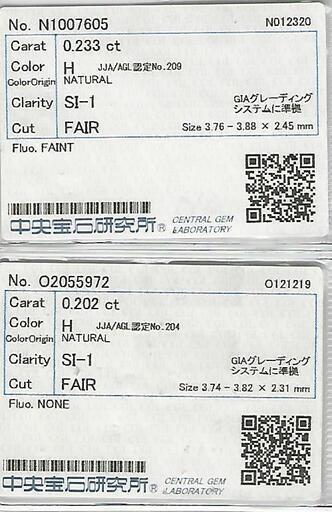 No. N1007605 N012320
Carat 0.233 ct
Color H JJA/AGL認定No.209
ColorOrigin NATURAL
Clarity SI-1 GIAグレーディング
システムに準拠
Cut FAIR Size 3.76 - 3.88 × 2.45 mm
Fluo. FAINT
中央宝石研究所® CENTRAL GEM
LABORATORY
No. O2055972 O121219
Carat 0.202 ct
Color H JJA/AGL認定No.204
ColorOrigin NATURAL
Clarity SI-1 GIAグレーディング
システムに準拠
Cut FAIR Size 3.74 - 3.82 × 2.31 mm
Fluo. NONE
中央宝石研究所® CENTRAL GEM
LABORATORY